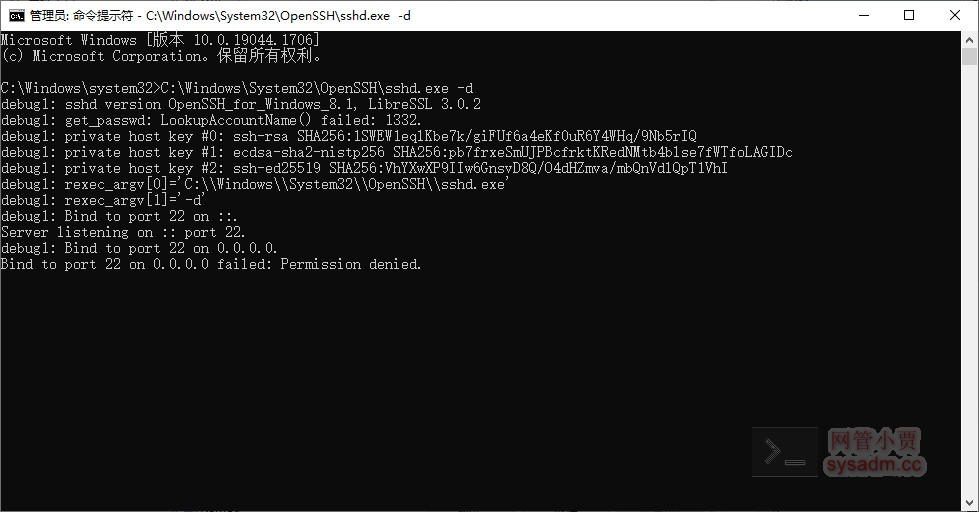 管理员: 命令提示符 - C:\Windows\System32\OpenSSH\sshd.exe -d
Microsoft Windows [版本 10.0.19044.1706]
(c) Microsoft Corporation。保留所有权利。
C:\Windows\system32>C:\Windows\System32\OpenSSH\sshd.exe -d
debug1: sshd version OpenSSH_for_Windows_8.1, LibreSSL 3.0.2
debug1: get_passwd: LookupAccountName() failed: 1332.
debug1: private host key #0: ssh-rsa SHA256:1SWEW1eq1Kbe7k/giFUf6a4eKf0uR6Y4WHq/9Nb5rIQ
debug1: private host key #1: ecdsa-sha2-nistp256 SHA256:pb7frxeSmUJPBcfrktKRedNMtb4b1se7fWTfoLAGIDc
debug1: private host key #2: ssh-ed25519 SHA256:VhYXwXP9IIw6GnsvD8Q/O4dHZmva/mbQnVd1QpT1VhI
debug1: rexec_argv[0]='C:\\Windows\\System32\\OpenSSH\\sshd.exe'
debug1: rexec_argv[1]='-d'
debug1: Bind to port 22 on ::.
Server listening on :: port 22.
debug1: Bind to port 22 on 0.0.0.0.
Bind to port 22 on 0.0.0.0 failed: Permission denied.
网管小贾
sysadm.cc